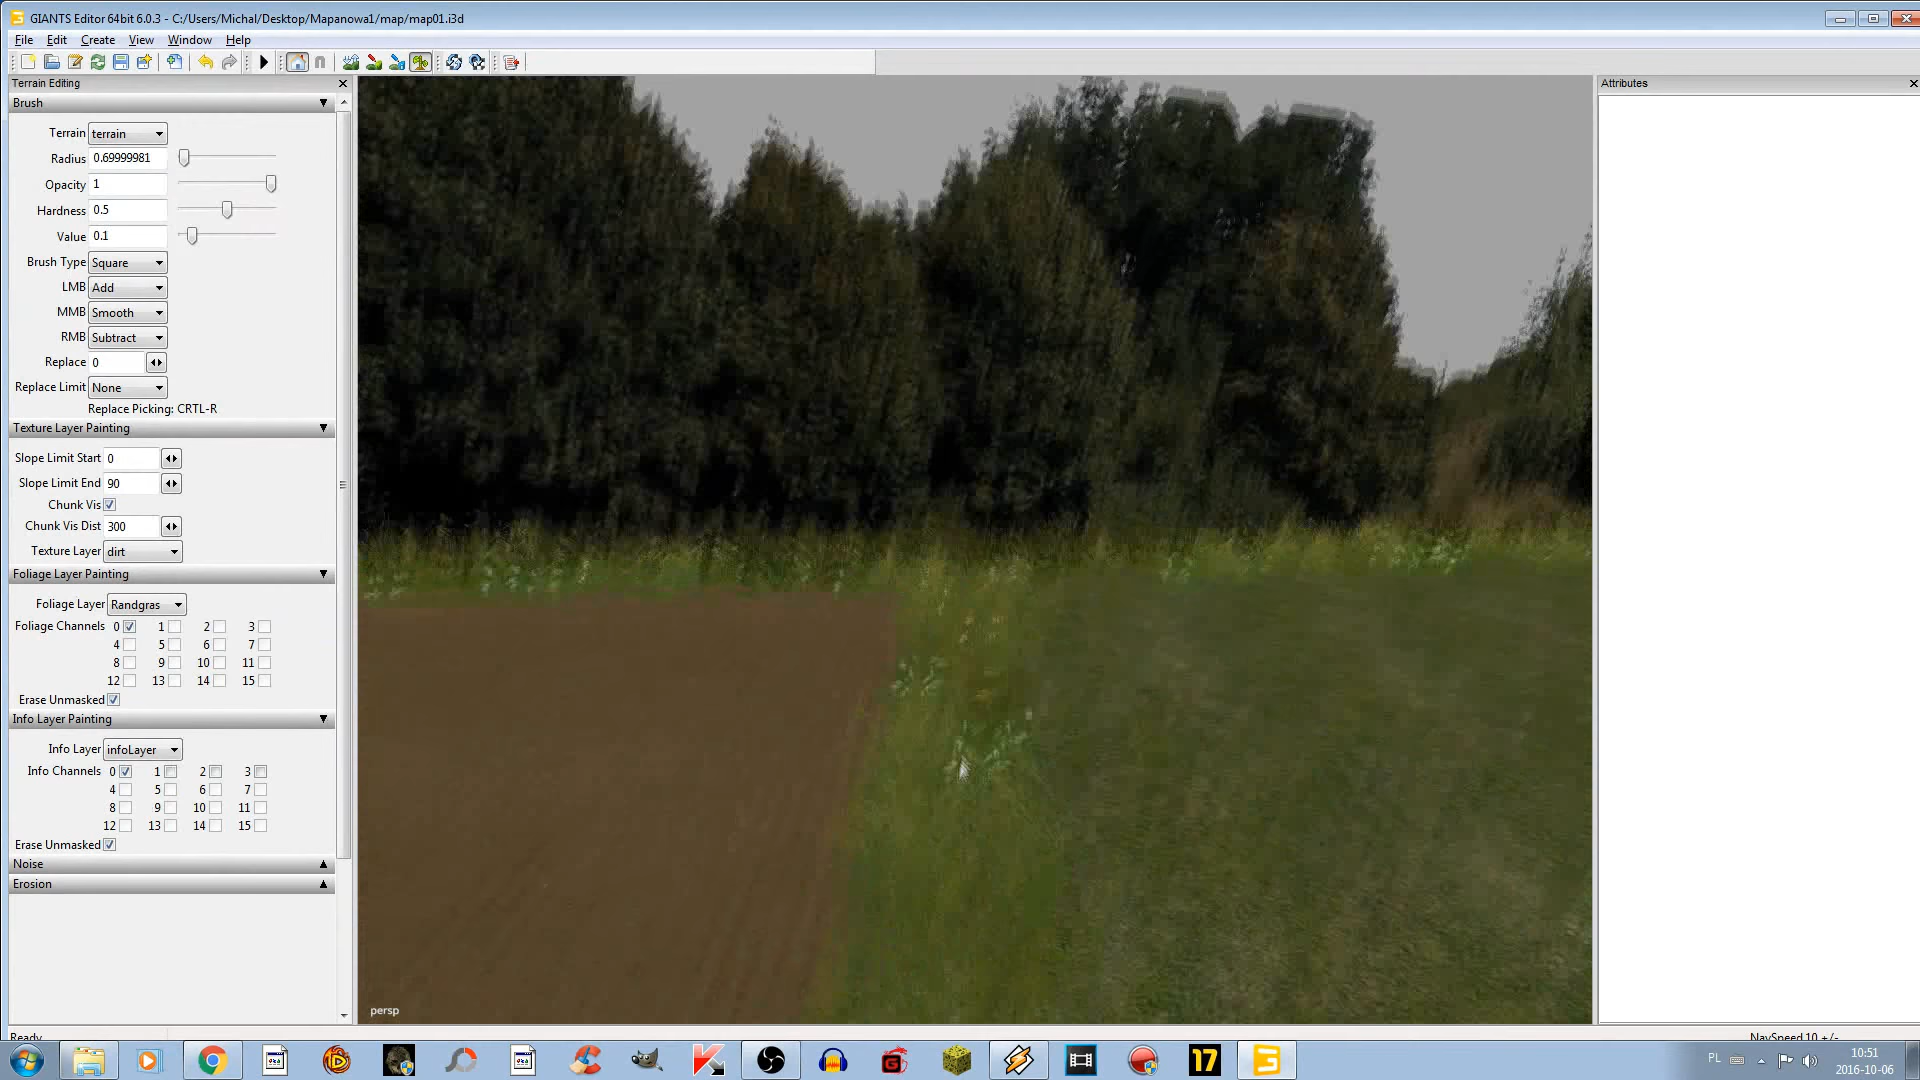 GIANTS Editor 64bit 6.0.3 - C:/Users/Michal/Desktop/Mapanowa1/map/map01.i3d
File Edit Create View Window Help
Terrain Editing
Attributes
Brush
Terrain terrain
Radius 0.69999981
Opacity 1
Hardness 0.5
Value 0.1
Brush Type Square
LMB Add
MMB Smooth
RMB Subtract
Replace 0
Replace Limit None
Replace Picking: CRTL-R
Texture Layer Painting
Slope Limit Start 0
Slope Limit End 90
Chunk Vis
Chunk Vis Dist 300
Texture Layer dirt
Foliage Layer Painting
Foliage Layer Randgras
Foliage Channels 0 1 2 3
4 5 6 7
8 9 10 11
12 13 14 15
Erase Unmasked
Info Layer Painting
Info Layer infoLayer
Info Channels 0 1 2 3
4 5 6 7
8 9 10 11
12 13 14 15
Erase Unmasked
Noise
Erosion
persp
Ready
NavSpeed 10 +/-
17
PL
10:51
2016-10-06